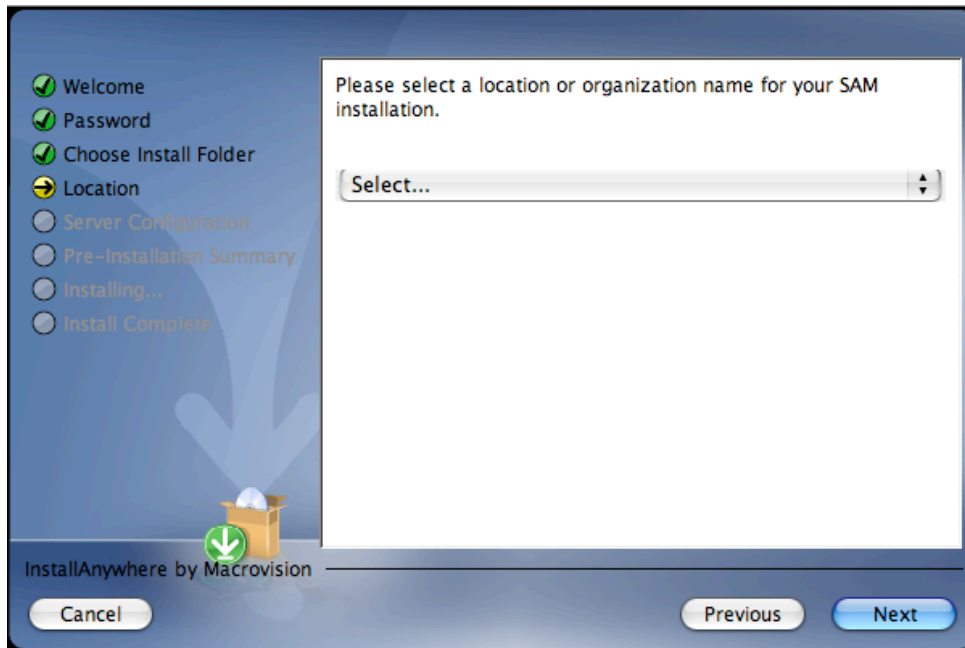 Welcome
Password
Choose Install Folder
Location
Server Configuration
Pre-Installation Summary
Installing...
Install Complete
Please select a location or organization name for your SAM
installation.
Select...
InstallAnywhere by Macrovision
Cancel
Previous
Next